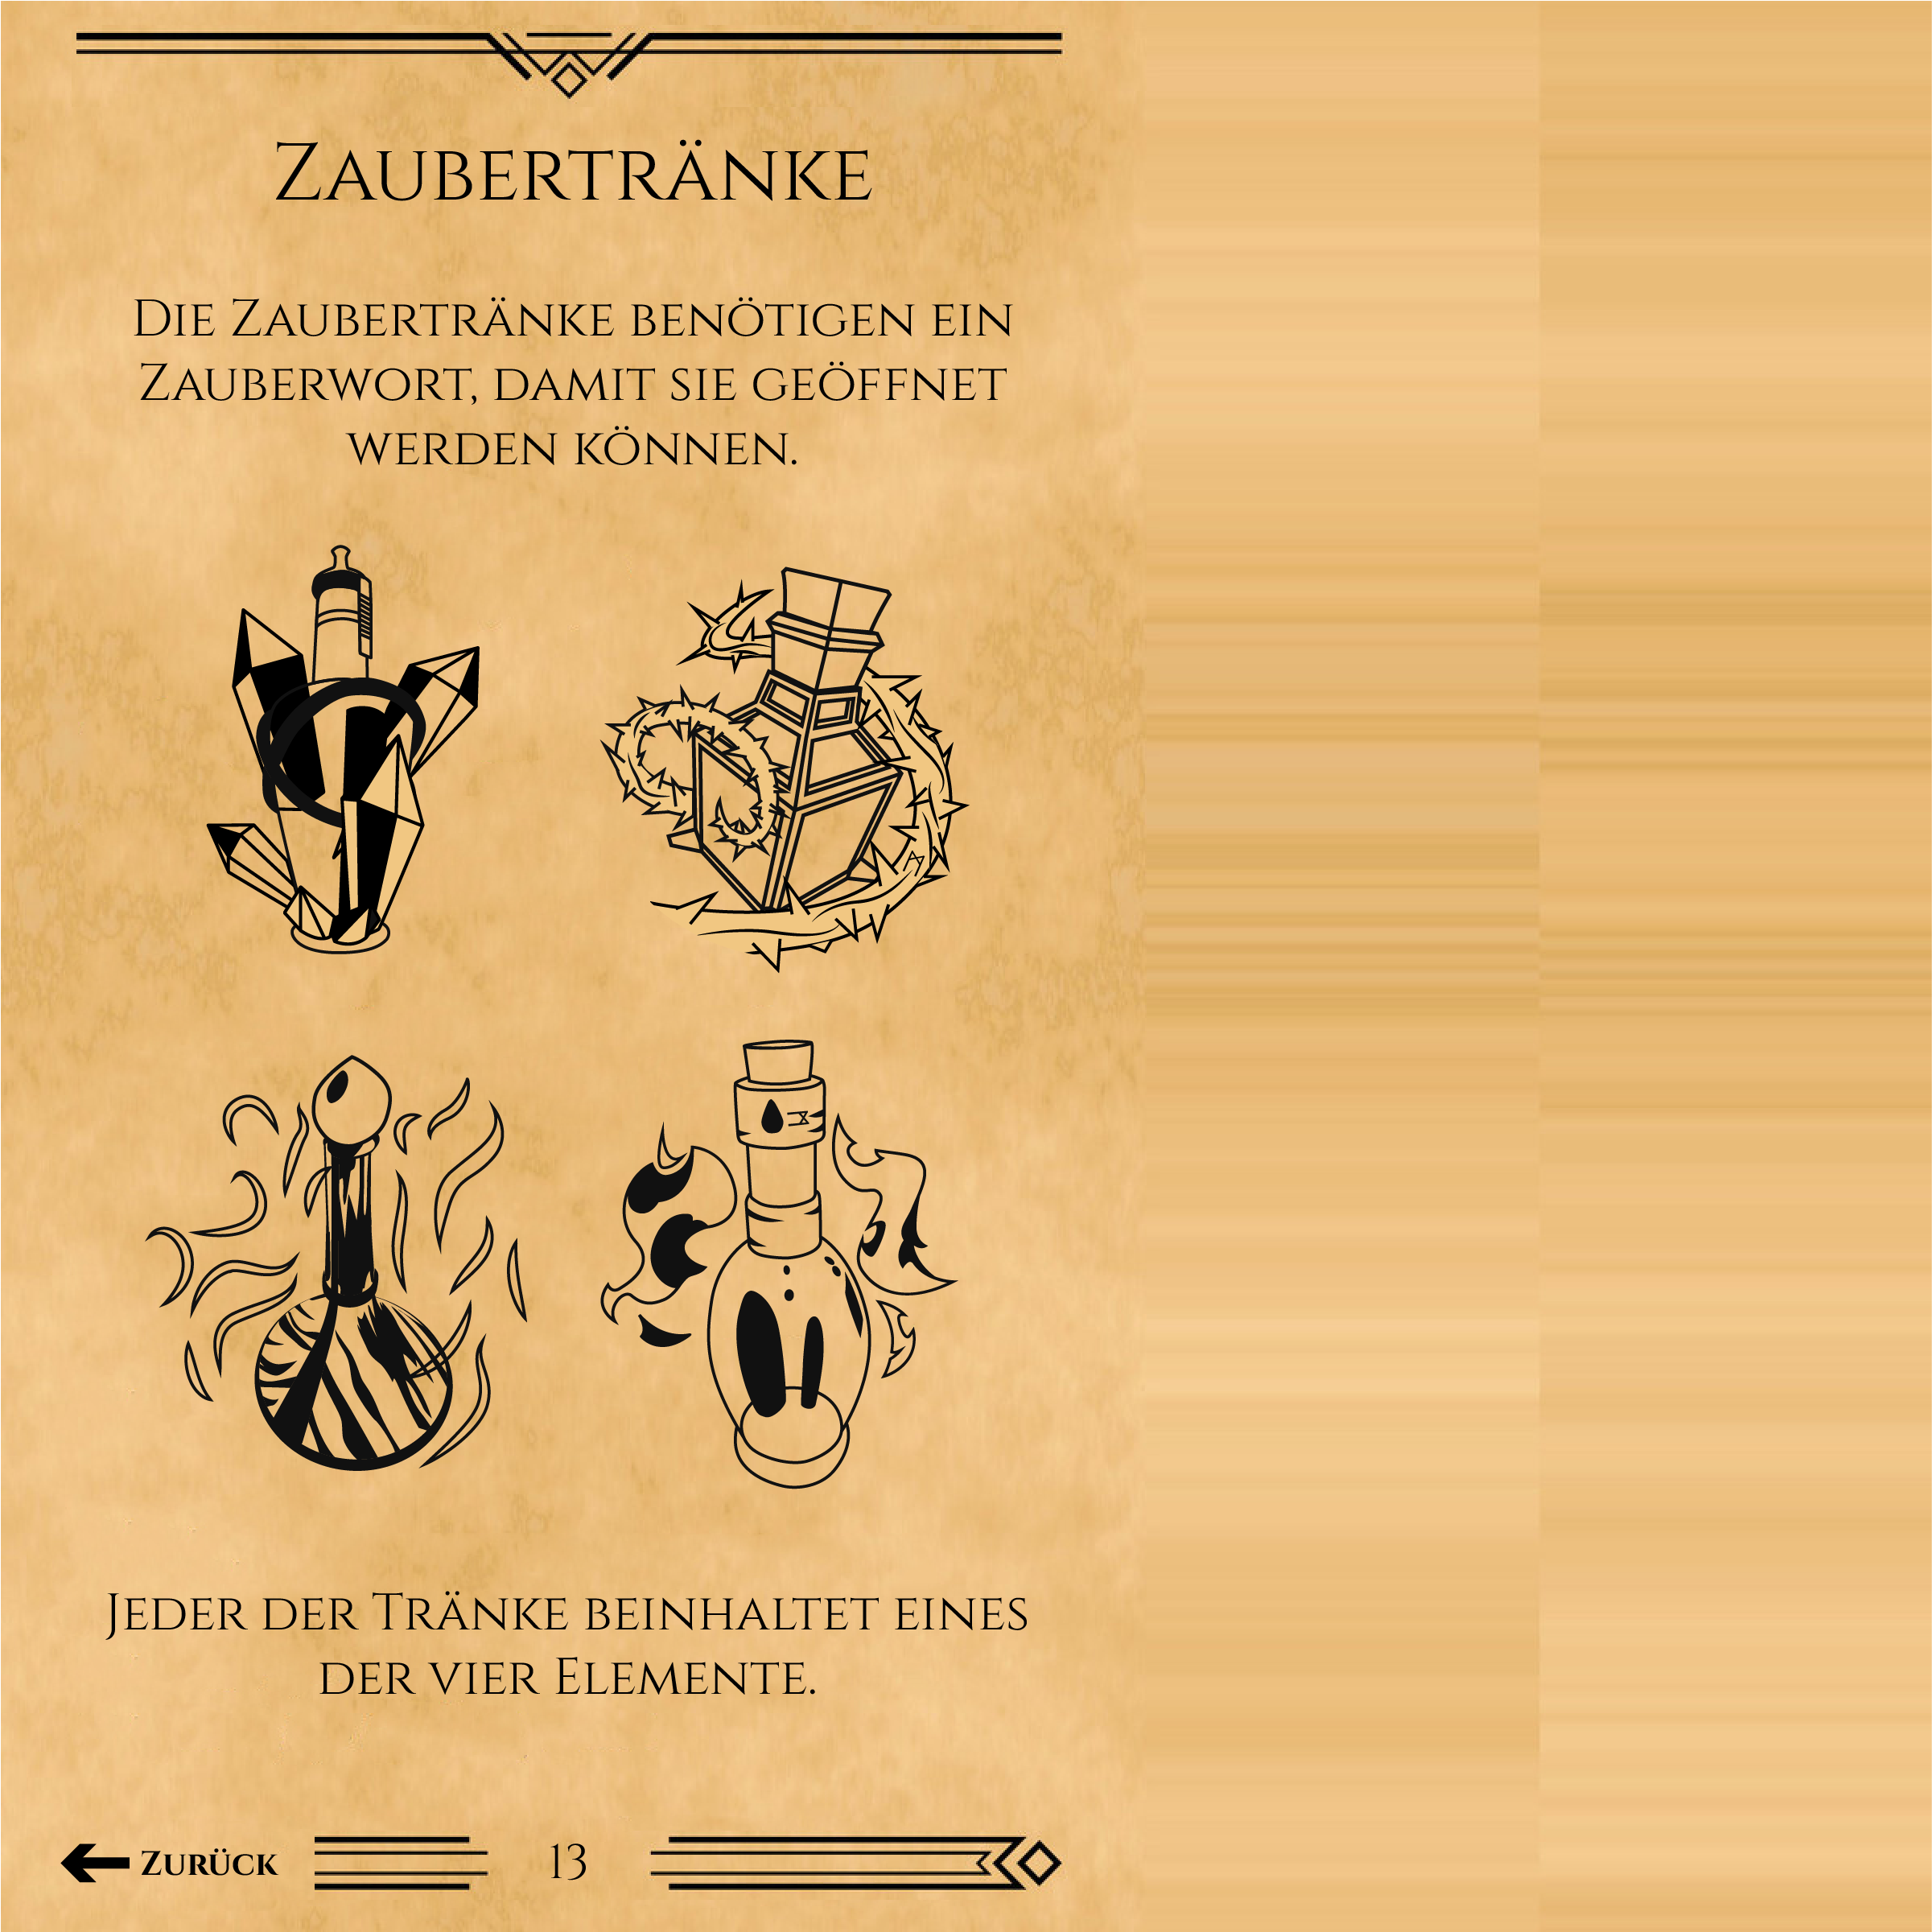 Zaubertränke
Die Zaubertränke benötigen ein
Zauberwort, damit sie geöffnet
werden können.
Jeder der Tränke beinhaltet eines
der vier Elemente.
Zurück
13